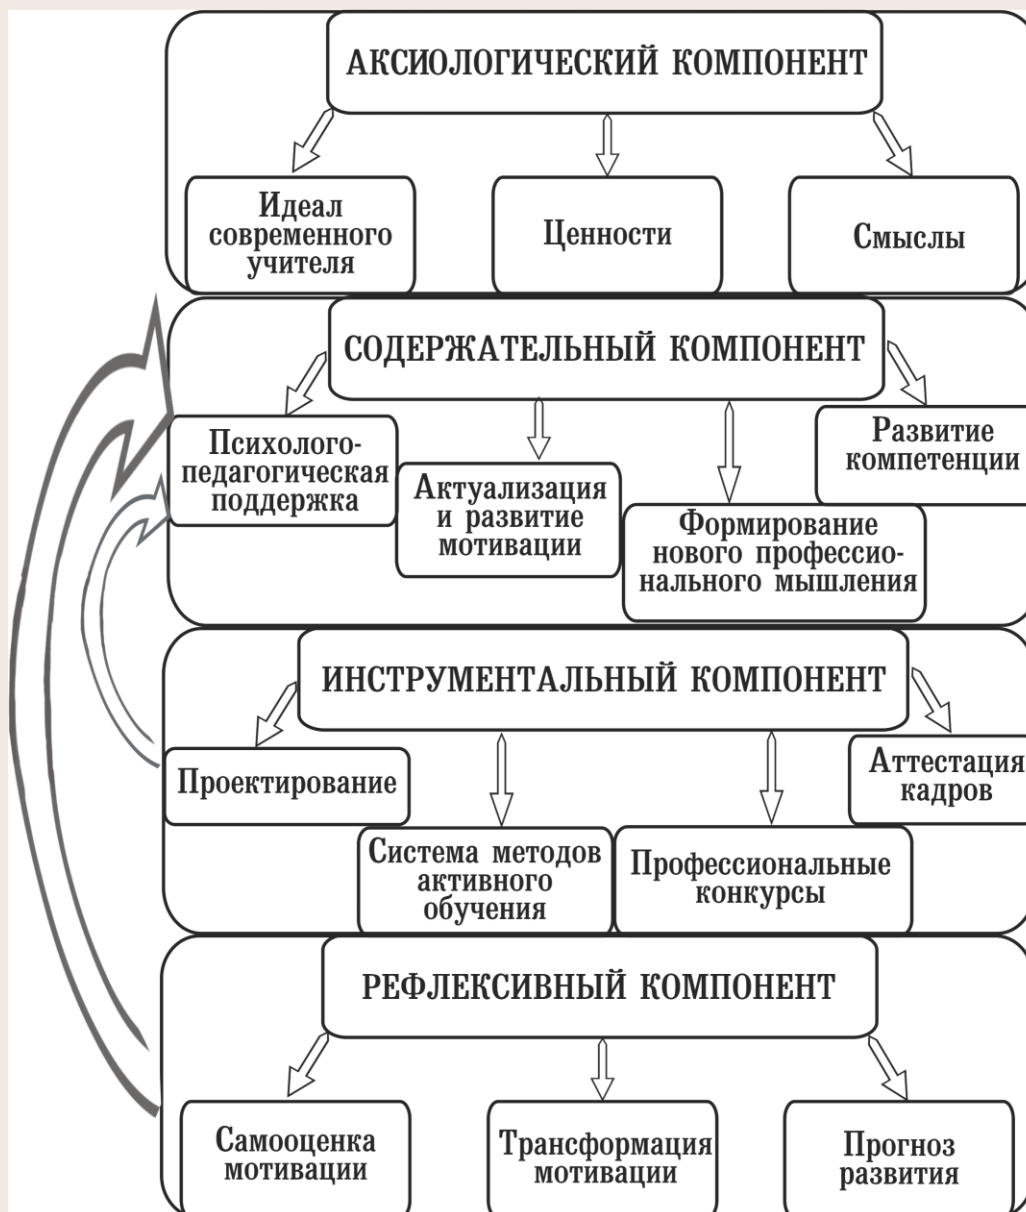 АКСИОЛОГИЧЕСКИЙ КОМПОНЕНТ
Идеал
современного
учителя
Ценности
Смыслы
СОДЕРЖАТЕЛЬНЫЙ КОМПОНЕНТ
Психолого-
педагогическая
поддержка
Актуализация
и развитие
мотивации
Формирование
нового профессио-
нального мышления
Развитие
компетенции
ИНСТРУМЕНТАЛЬНЫЙ КОМПОНЕНТ
Проектирование
Система методов
активного
обучения
Профессиональные
конкурсы
Аттестация
кадров
РЕФЛЕКСИВНЫЙ КОМПОНЕНТ
Самооценка
мотивации
Трансформация
мотивации
Прогноз
развития